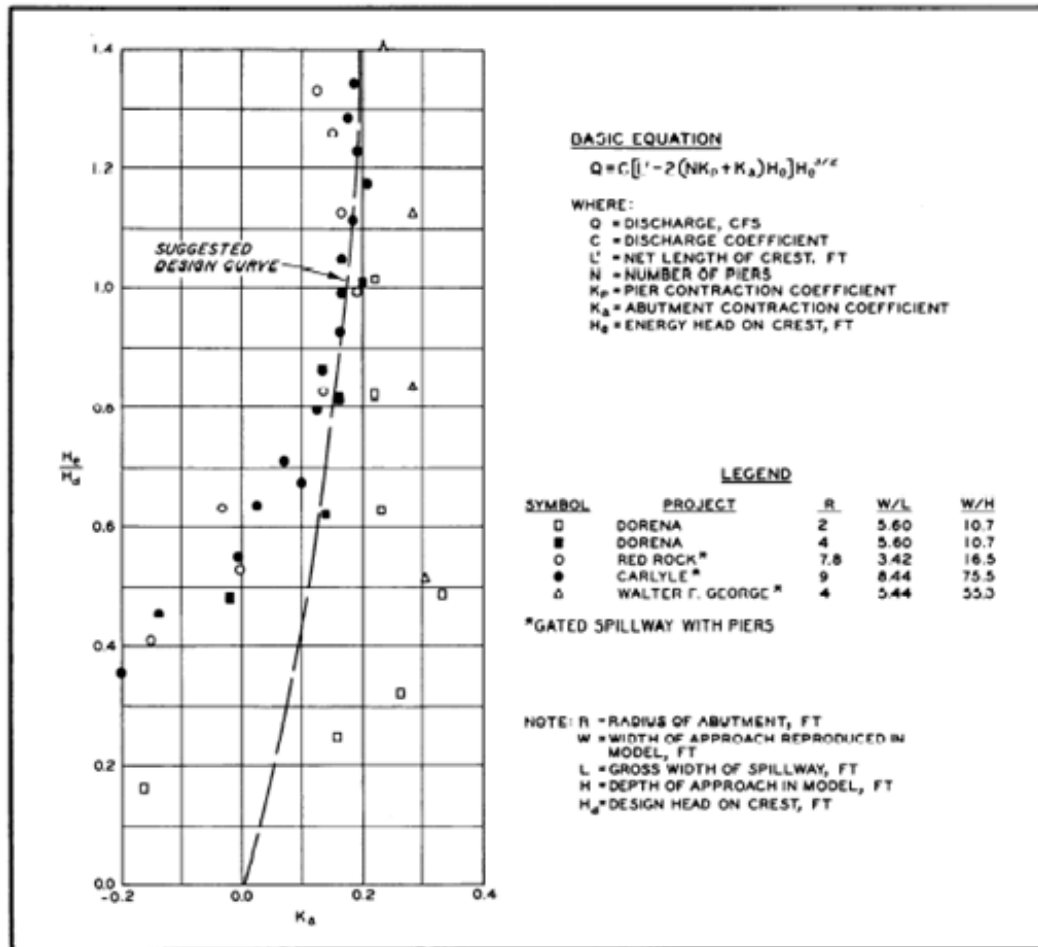 1.4
1.2
SUGGESTED
DESIGN CURVE
1.0
0.8
He
Hd
0.6
0.4
0.2
0.0
-0.2 0.0 0.2 0.4
BASIC EQUATION
WHERE:
Q = DISCHARGE, CFS
C = DISCHARGE COEFFICIENT
L' = NET LENGTH OF CREST, FT
N = NUMBER OF PIERS
Kp = PIER CONTRACTION COEFFICIENT
Ka = ABUTMENT CONTRACTION COEFFICIENT
He = ENERGY HEAD ON CREST, FT
LEGEND
SYMBOL PROJECT R W/L W/H
□ DORENA 2 5.60 10.7
■ DORENA 4 5.60 10.7
○ RED ROCK* 7.8 3.42 16.5
● CARLYLE* 9 8.44 75.5
△ WALTER F. GEORGE* 4 5.44
*GATED SPILLWAY WITH PIERS
NOTE: R = RADIUS OF ABUTMENT, FT
W = WIDTH OF APPROACH REPRODUCED IN
MODEL, FT
L = GROSS WIDTH OF SPILLWAY, FT
H = DEPTH OF APPROACH IN MODEL, FT
Hd = DESIGN HEAD ON CREST, FT
Ka